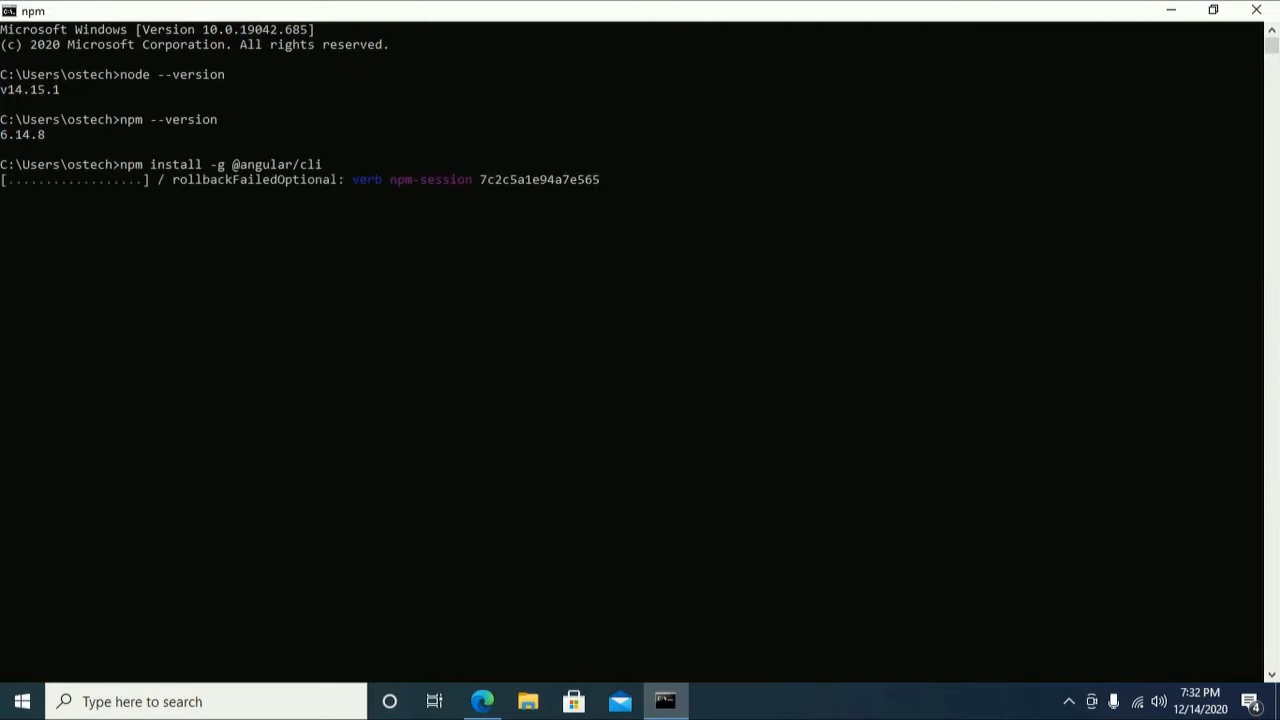 npm
Microsoft Windows [Version 10.0.19042.685]
(c) 2020 Microsoft Corporation. All rights reserved.
C:\Users\ostech>node --version
v14.15.1
C:\Users\ostech>npm --version
6.14.8
C:\Users\ostech>npm install -g @angular/cli
[..................] / rollbackFailedOptional: verb npm-session 7c2c5a1e94a7e565
Type here to search
7:32 PM
12/14/2020
4